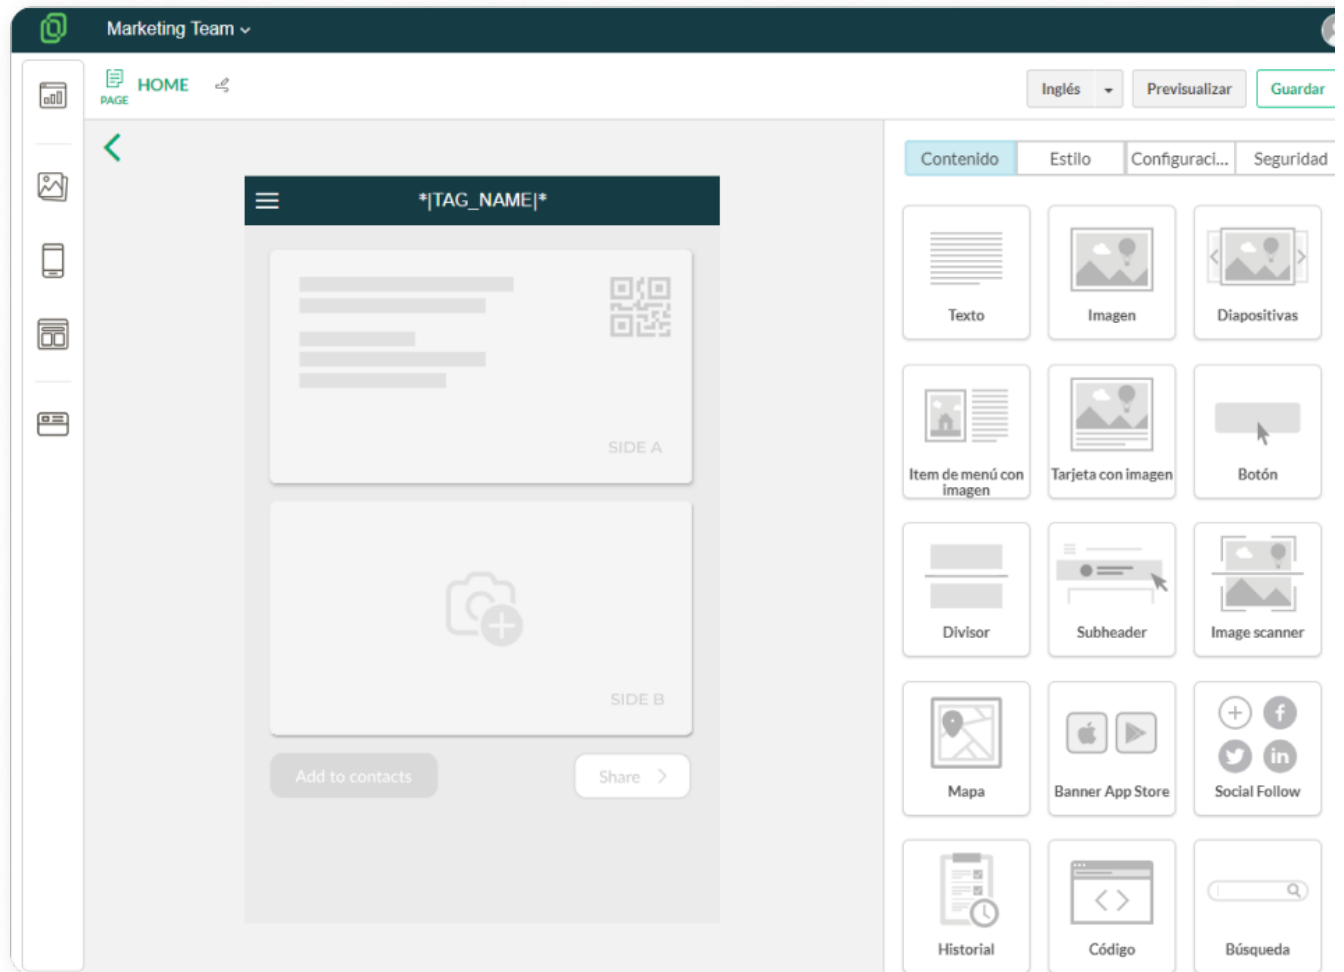 Marketing Team
PAGE
HOME
Inglés
Previsualizar
Guardar
Contenido
Estilo
Configuraci...
Seguridad
*|TAG_NAME|*
SIDE A
SIDE B
Add to contacts
Share
Texto
Imagen
Diapositivas
Item de menú con
imagen
Tarjeta con imagen
Botón
Divisor
Subheader
Image scanner
Mapa
Banner App Store
Social Follow
Historial
Código
Búsqueda